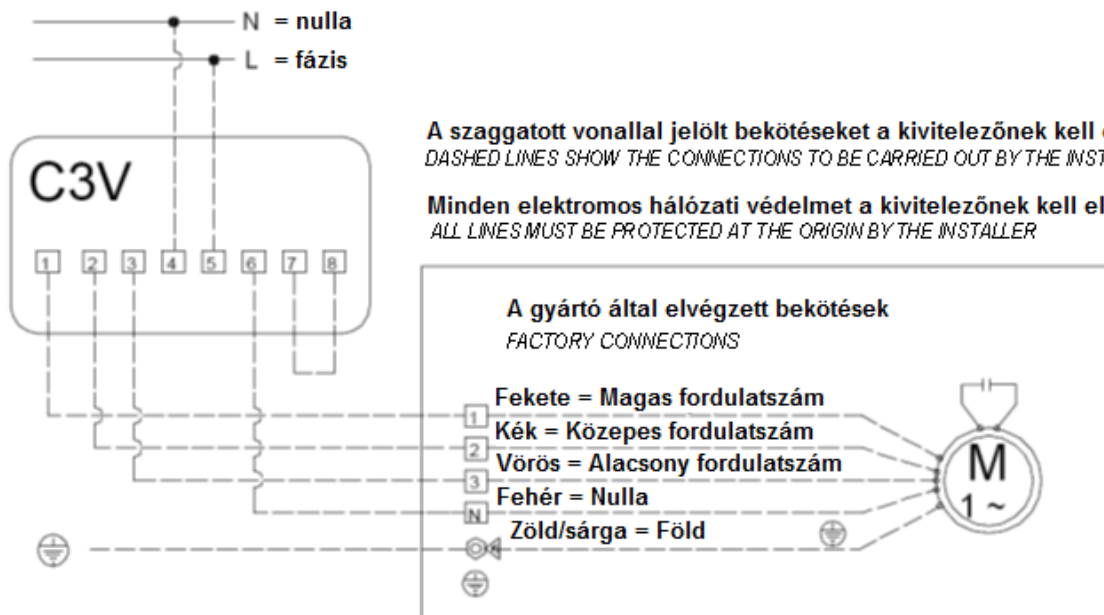 N = nulla
L = fázis
A szaggatott vonallal jelölt bekötéseket a kivitelezőnek kell
DASHED LINES SHOW THE CONNECTIONS TO BE CARRIED OUT BY THE
Minden elektromos hálózati védelmet a kivitelezőnek kell
ALL LINES MUST BE PROTECTED AT THE ORIGIN BY THE INSTALLER
C3V
1 2 3 4 5 6 7 8
A gyártó által elvégzett bekötések
FACTORY CONNECTIONS
Fekete = Magas fordulatszám
1
Kék = Közepes fordulatszám
2
Vörös = Alacsony fordulatszám
3
Fehér = Nulla
N
Zöld/sárga = Föld
M
1 ~